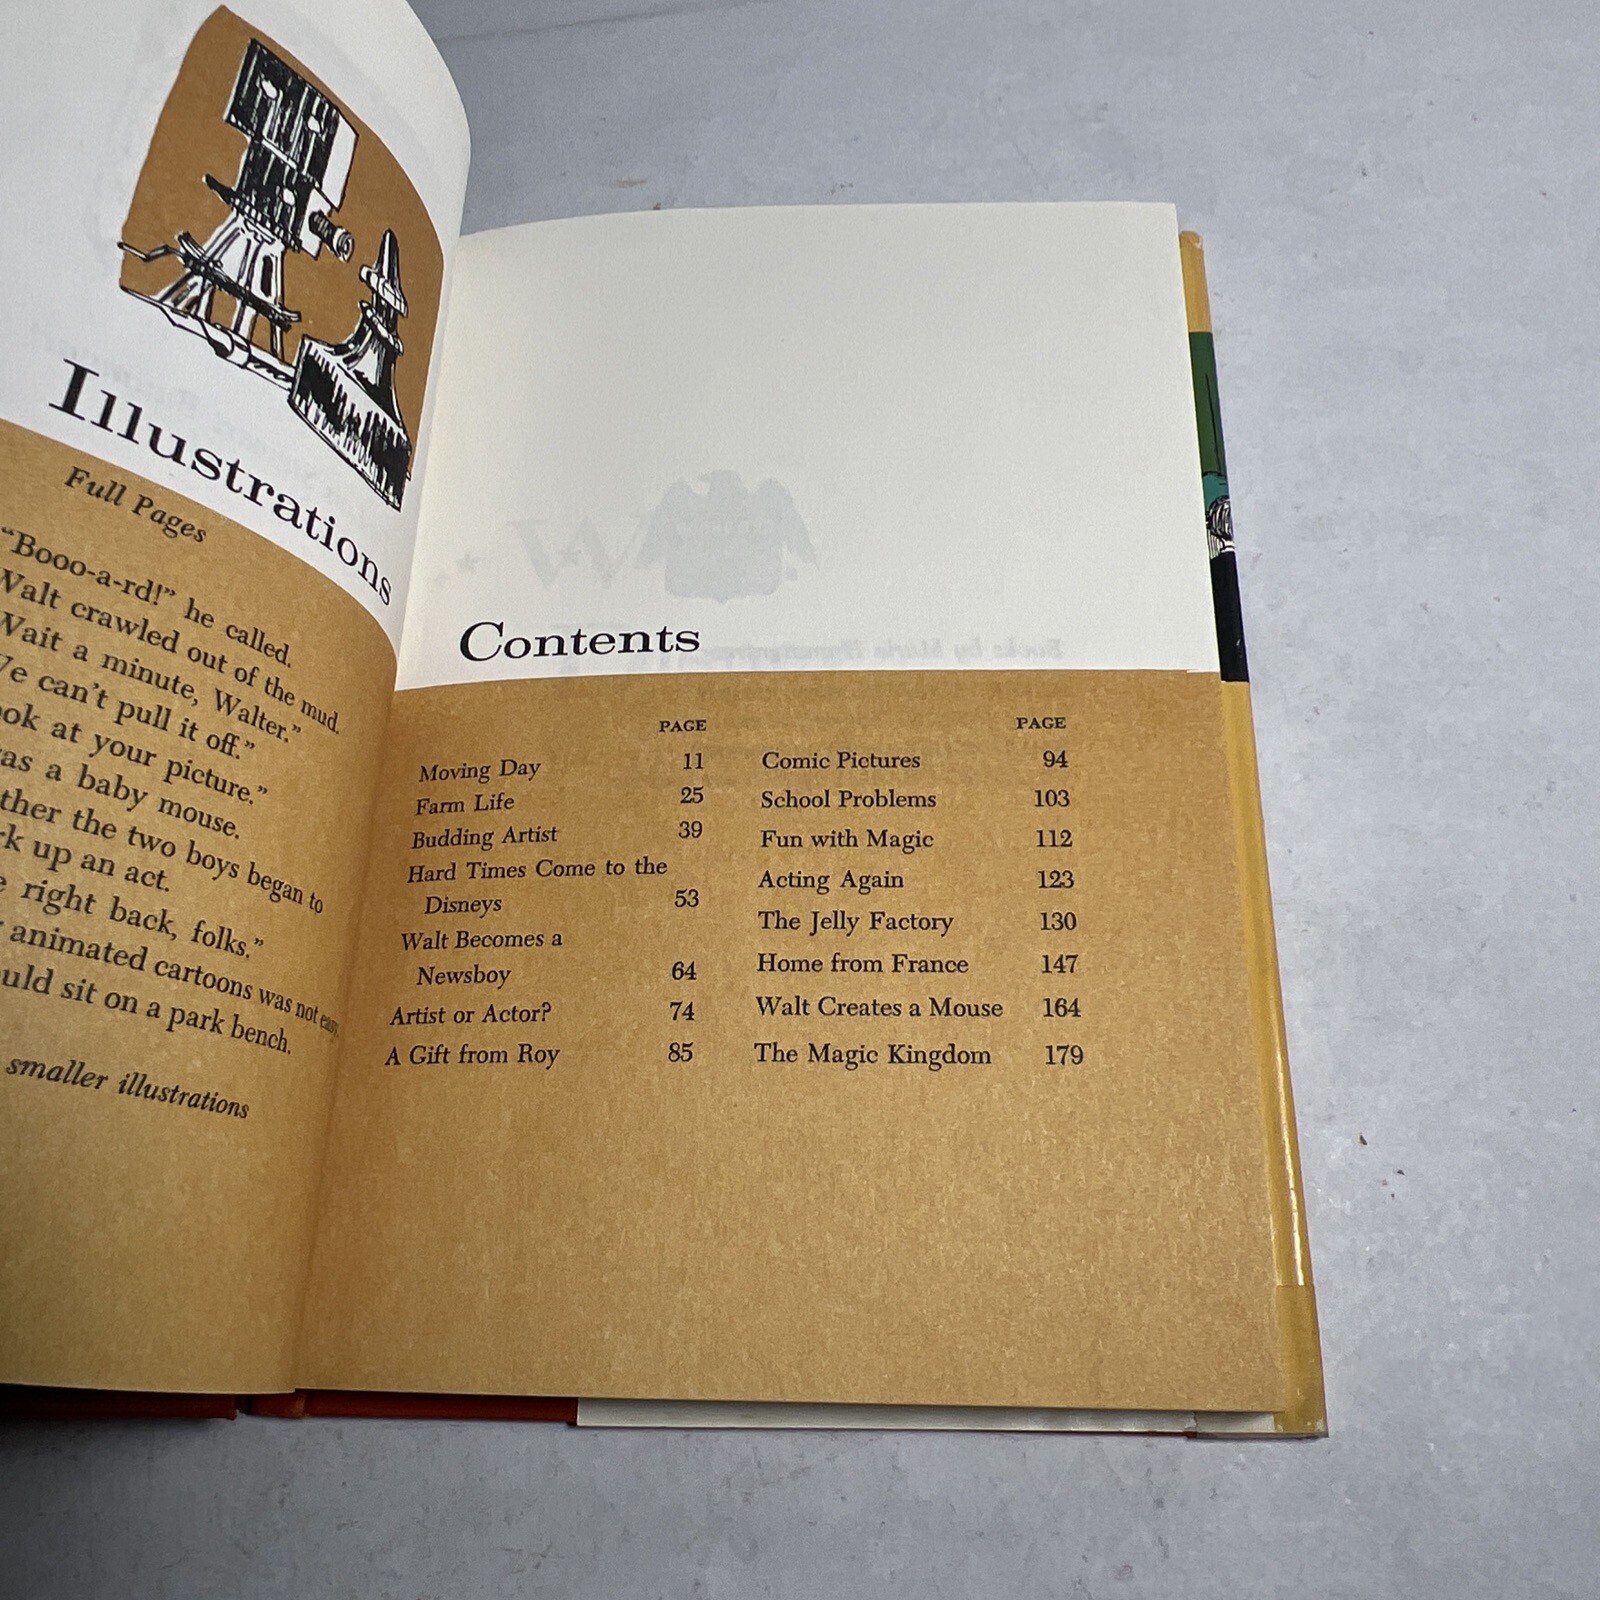 Illustrations
Full Pages
"Booo-a-rd!" he called.
Walt crawled out of the mud.
Wait a minute, Walter."
can't pull it off."
at your picture."
a baby mouse.
the two boys began to
up an act.
right back, folks."
animated cartoons was not easy.
sit on a park bench.
smaller illustrations
Contents
PAGE
Moving Day 11
Farm Life 25
Budding Artist 39
Hard Times Come to the
Disneys 53
Walt Becomes a
Newsboy 64
Artist or Actor? 74
A Gift from Roy 85
PAGE
Comic Pictures 94
School Problems 103
Fun with Magic 112
Acting Again 123
The Jelly Factory 130
Home from France 147
Walt Creates a Mouse 164
The Magic Kingdom 179